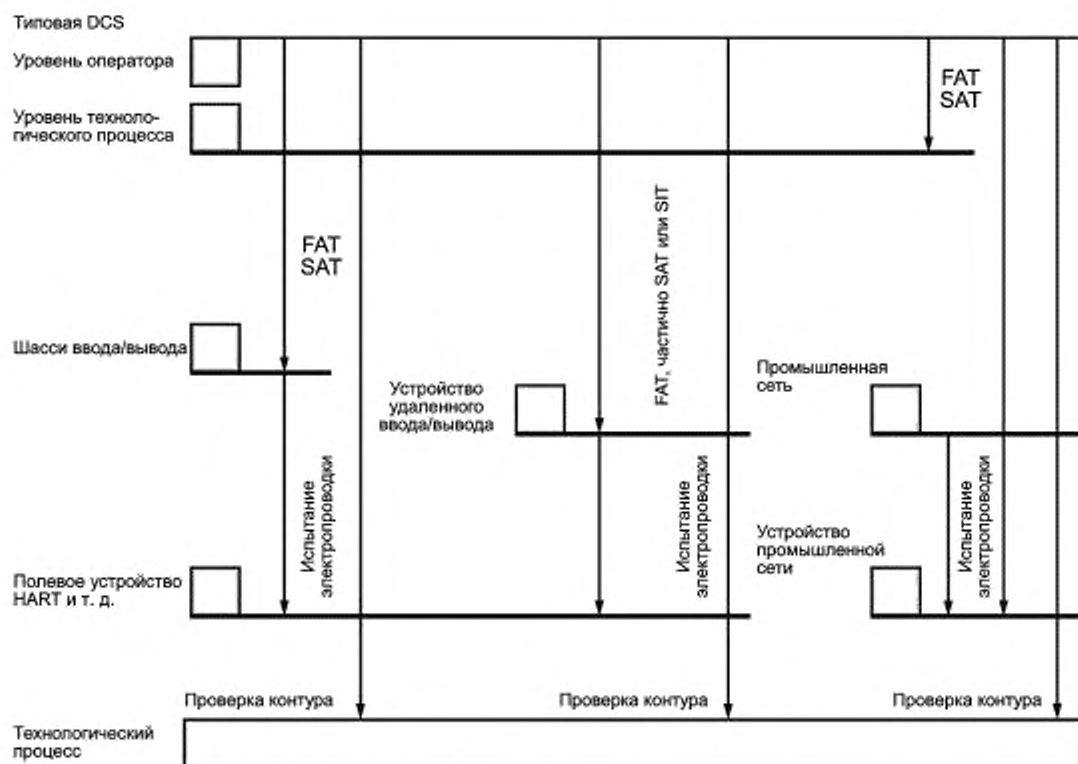 Типовая DCS
Уровень оператора
Уровень техноло-
гического процесса
FAT
SAT
FAT
SAT
FAT, частично SAT или SIT
Шасси ввода/вывода
Устройство
удаленного
ввода/вывода
Промышленная
сеть
Испытание
электропроводки
Испытание
электропроводки
Устройство
промышленной
сети
Испытание
электропроводки
Полевое устройство
HART и т. д.
Проверка контура
Проверка контура
Проверка контура
Технологический
процесс